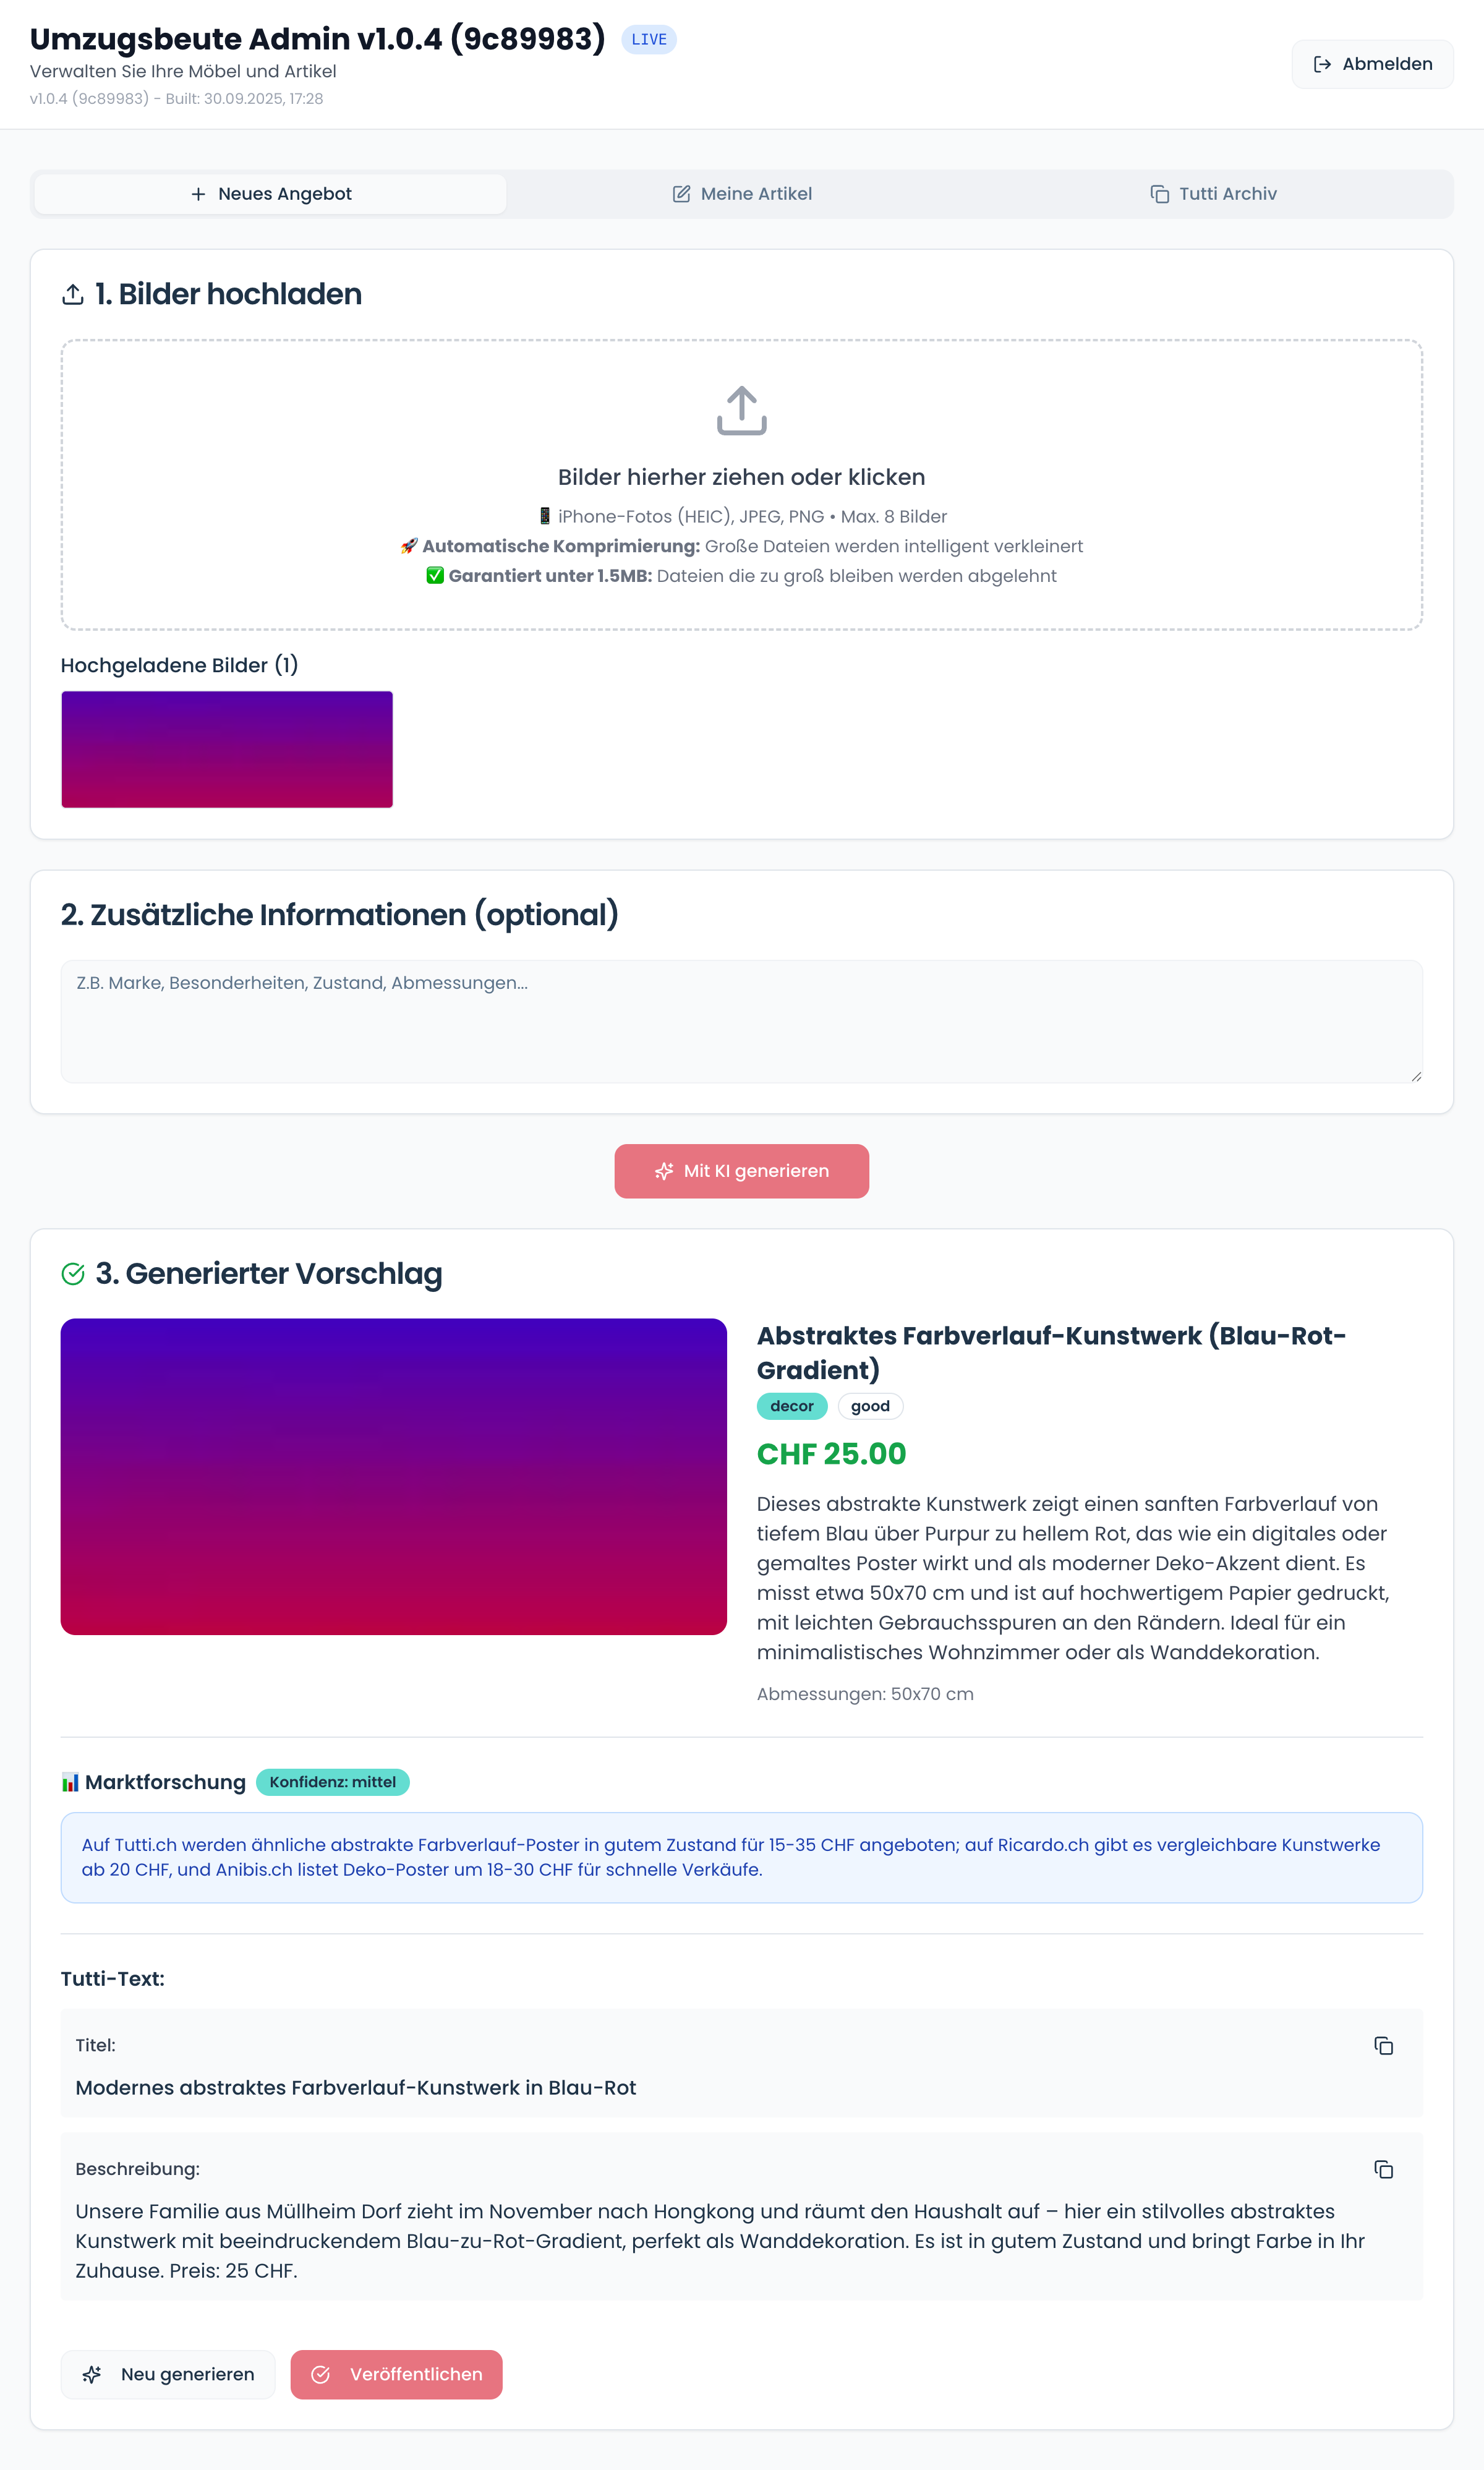 Umzugsbeute Admin v1.0.4 (9c89983) LIVE
Verwalten Sie Ihre Möbel und Artikel
v1.0.4 (9c89983) - Built: 30.09.2025, 17:28
Abmelden
Neues Angebot
Meine Artikel
Tutti Archiv
1. Bilder hochladen
Bilder hierher ziehen oder klicken
📱 iPhone-Fotos (HEIC), JPEG, PNG • Max. 8 Bilder
🚀 Automatische Komprimierung: Große Dateien werden intelligent verkleinert
✅ Garantiert unter 1.5MB: Dateien die zu groß bleiben werden abgelehnt
Hochgeladene Bilder (1)
2. Zusätzliche Informationen (optional)
Z.B. Marke, Besonderheiten, Zustand, Abmessungen...
Mit KI generieren
3. Generierter Vorschlag
Abstraktes Farbverlauf-Kunstwerk (Blau-Rot-
Gradient)
decor good
CHF 25.00
Dieses abstrakte Kunstwerk zeigt einen sanften Farbverlauf von
tiefem Blau über Purpur zu hellem Rot, das wie ein digitales oder
gemaltes Poster wirkt und als moderner Deko-Akzent dient. Es
misst etwa 50x70 cm und ist auf hochwertigem Papier gedruckt,
mit leichten Gebrauchsspuren an den Rändern. Ideal für ein
minimalistisches Wohnzimmer oder als Wanddekoration.
Abmessungen: 50x70 cm
📊 Marktforschung Konfidenz: mittel
Auf Tutti.ch werden ähnliche abstrakte Farbverlauf-Poster in gutem Zustand für 15-35 CHF angeboten; auf Ricardo.ch gibt es vergleichbare Kunstwerke
ab 20 CHF, und Anibis.ch listet Deko-Poster um 18-30 CHF für schnelle Verkäufe.
Tutti-Text:
Titel:
Modernes abstraktes Farbverlauf-Kunstwerk in Blau-Rot
Beschreibung:
Unsere Familie aus Müllheim Dorf zieht im November nach Hongkong und räumt den Haushalt auf – hier ein stilvolles abstraktes
Kunstwerk mit beeindruckendem Blau-zu-Rot-Gradient, perfekt als Wanddekoration. Es ist in gutem Zustand und bringt Farbe in Ihr
Zuhause. Preis: 25 CHF.
Neu generieren
Veröffentlichen